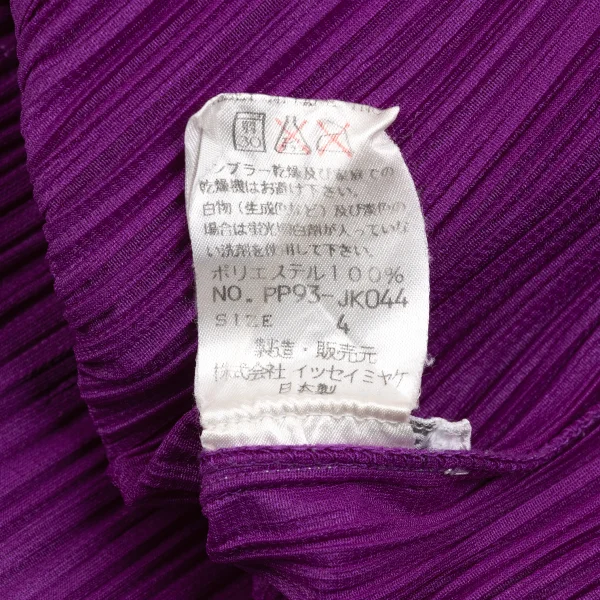 30
ンブラー乾燥及び家庭での
乾燥機はお避け下さい。
白物（生成色など）及び淡色の
場合は蛍光増白剤が入っていな
い洗剤を使用して下さい。
ポリエステル100%
NO. PP93-JK044
SIZE 4
製造・販売元
株式会社 イッセイミヤケ
日本製